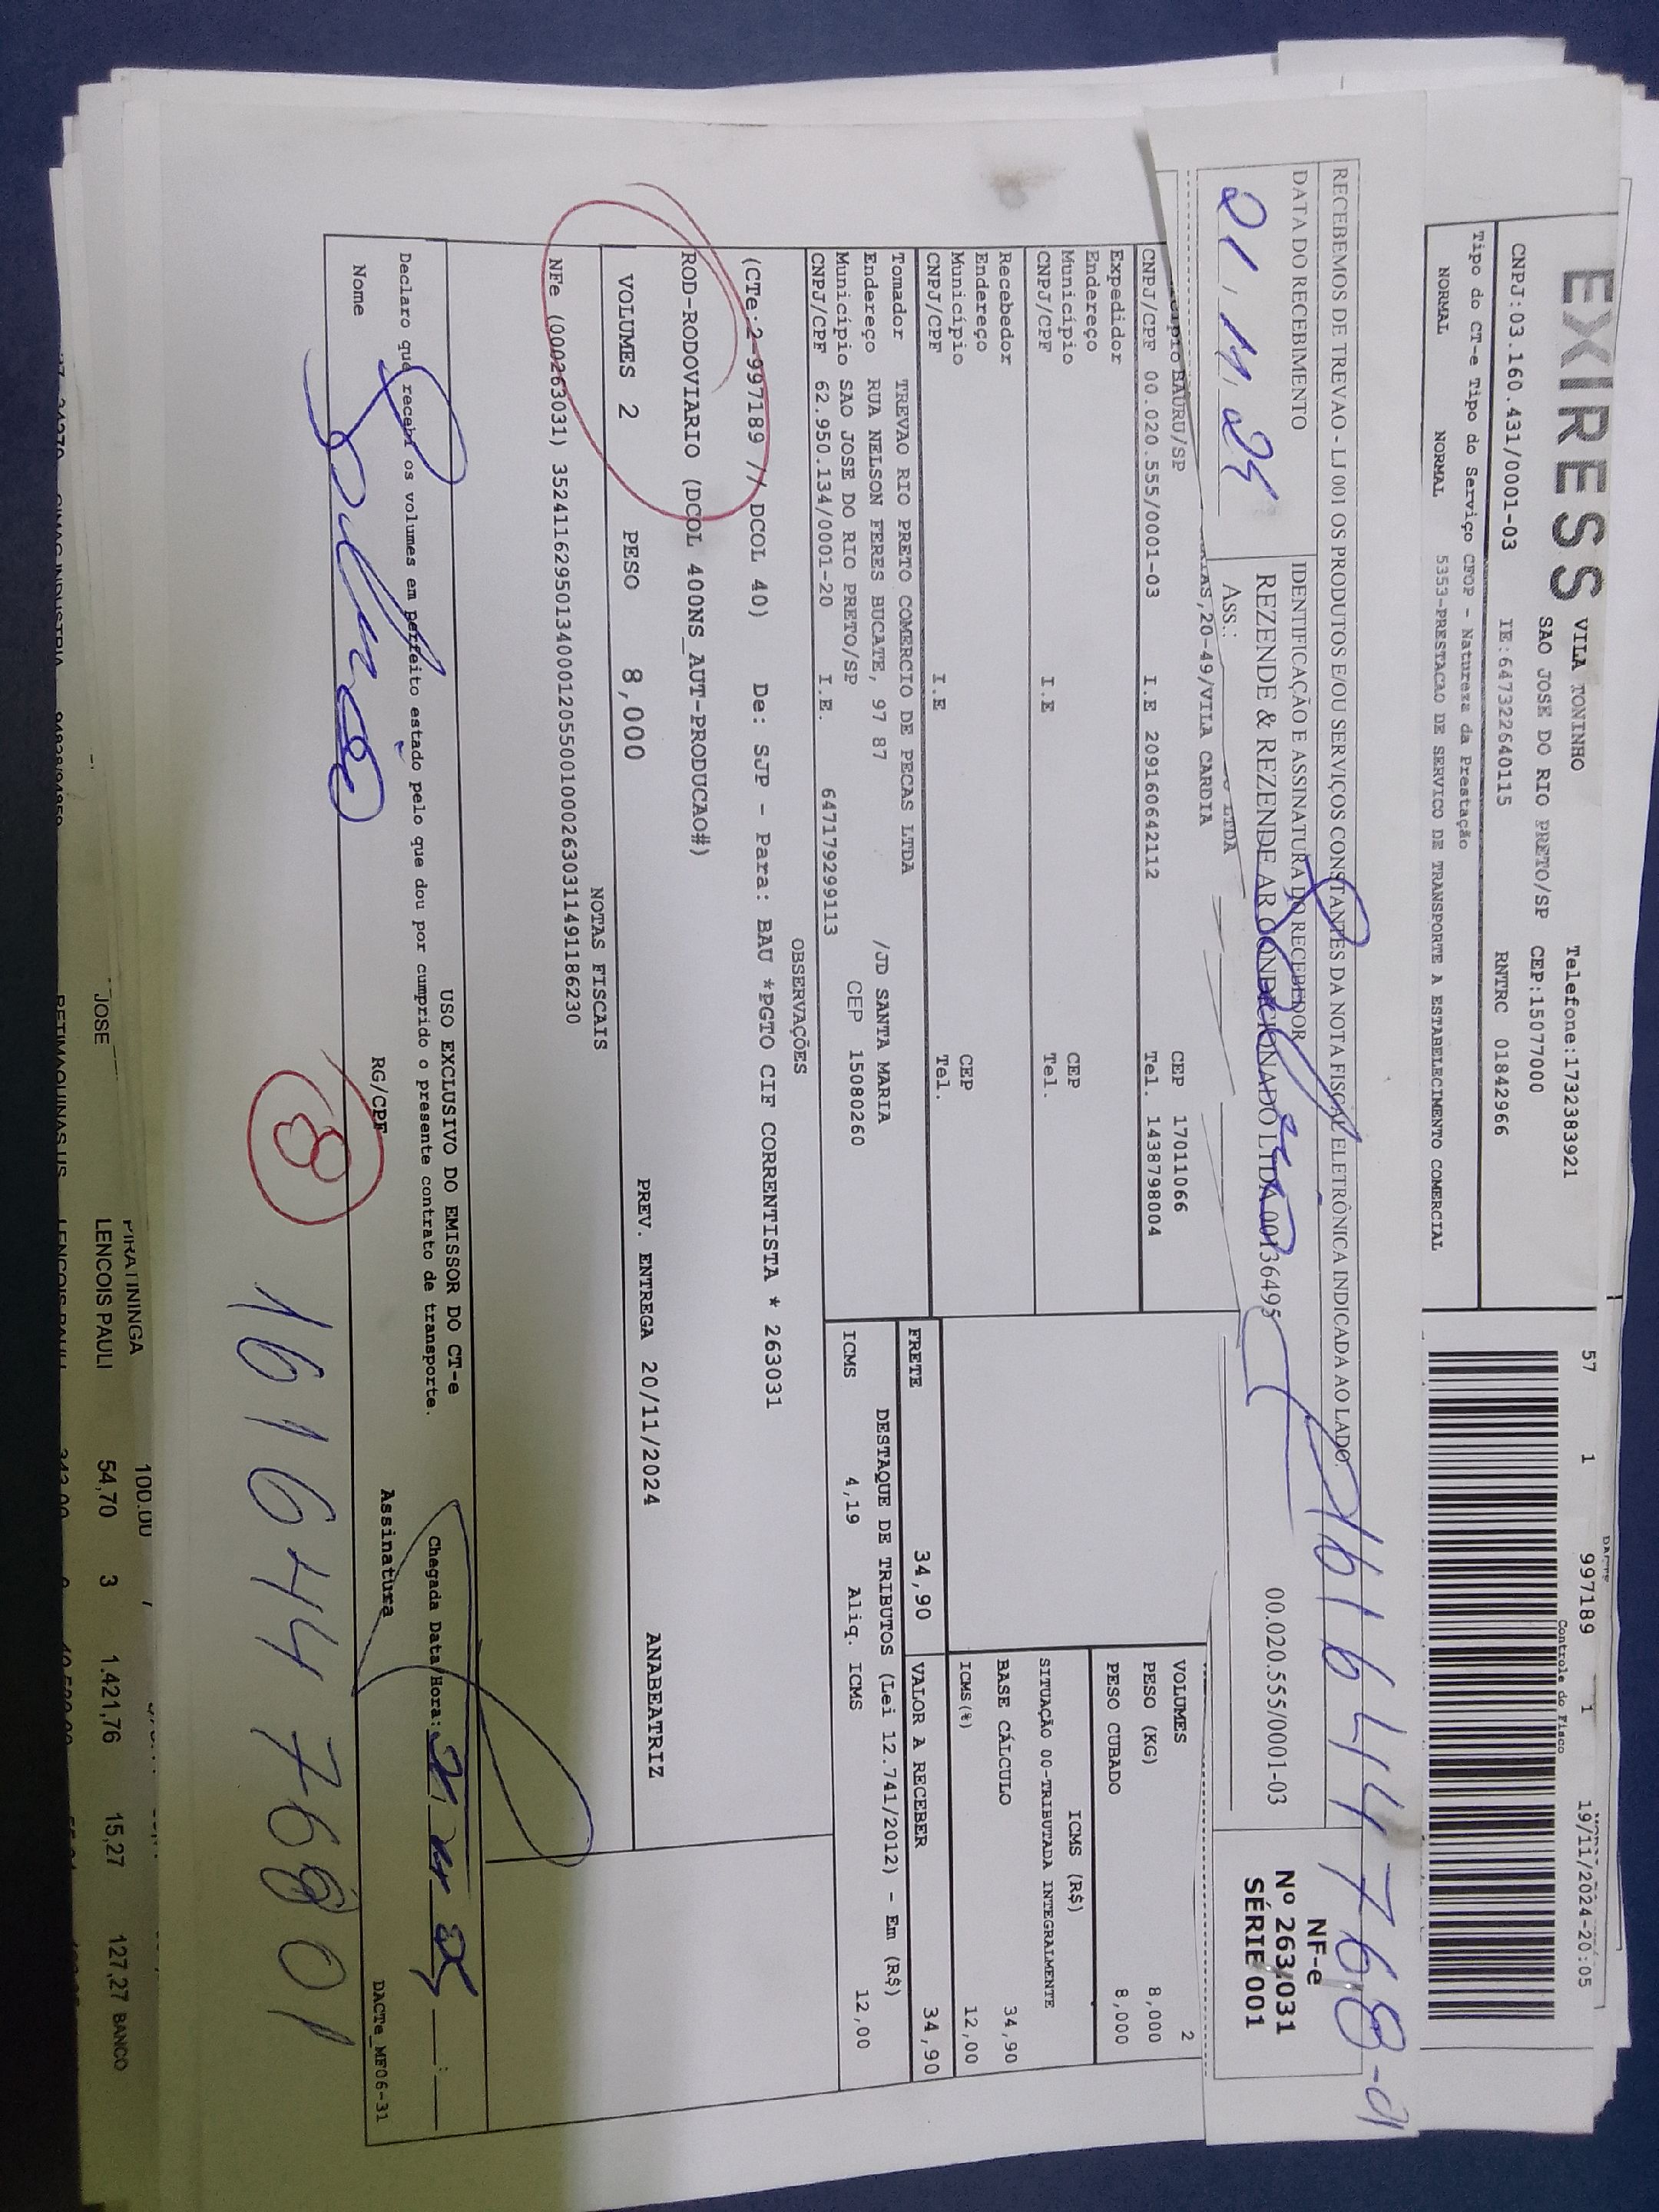 EXPRESS VILA TONINHO Telefone:1732383921
SAO JOSE DO RIO PRETO/SP CEP:15077000
CNPJ:03.160.431/0001-03 IE:647322640115 RNTRC 01842966
Tipo do CT-e Tipo do Serviço CFOP - Natureza da Prestação
NORMAL NORMAL 5353-PRESTACAO DE SERVICO DE TRANSPORTE A ESTABELECIMENTO COMERCIAL
DACTE
57 1 997189 1 19/11/2024-20:05
Controle do Fisco
RECEBEMOS DE TREVAO - LJ 001 OS PRODUTOS E/OU SERVIÇOS CONSTANTES DA NOTA FISCAL ELETRÔNICA INDICADA AO LADO.
161644768-01
DATA DO RECEBIMENTO
IDENTIFICAÇÃO E ASSINATURA DO RECEBEDOR
21, 11, 24
REZENDE & REZENDE AR CONDICIONADO LTDA 00136495 00.020.555/0001-03
Ass.:
NF-e
Nº 263.031
SÉRIE 001
LTDA
20-49/VILA CARDIA
BAURU/SP CEP 17011066
CNPJ/CPF 00.020.555/0001-03 I.E 209160642112 Tel. 1438798004
Expedidor
Endereço
Município CEP
CNPJ/CPF I.E Tel.
Recebedor
Endereço
Município CEP
CNPJ/CPF I.E Tel.
VOLUMES 2
PESO (KG) 8,000
PESO CUBADO 8,000
ICMS (R$)
SITUAÇÃO 00-TRIBUTADA INTEGRALMENTE
BASE CÁLCULO 34,90
ICMS(%) 12,00
Tomador TREVAO RIO PRETO COMERCIO DE PECAS LTDA
Endereço RUA NELSON FERES BUCATE, 97 87 /JD SANTA MARIA
Município SAO JOSE DO RIO PRETO/SP CEP 15080260
CNPJ/CPF 62.950.134/0001-20 I.E. 647179299113
FRETE 34,90 VALOR A RECEBER 34,90
DESTAQUE DE TRIBUTOS (Lei 12.741/2012) - Em (R$)
ICMS 4,19 Aliq. ICMS 12,00
OBSERVAÇÕES
(CTe:2-997189 // DCOL 40) De: SJP - Para: BAU *PGTO CIF CORRENTISTA * 263031
ROD-RODOVIARIO (DCOL 400NS_AUT-PRODUCAO#)
VOLUMES 2 PESO 8,000 PREV. ENTREGA 20/11/2024 ANABEATRIZ
NOTAS FISCAIS
NFe (000263031) 35241162950134000120550010002630311491186230
USO EXCLUSIVO DO EMISSOR DO CT-e
Declaro que recebi os volumes em perfeito estado pelo que dou por cumprido o presente contrato de transporte.
Chegada Data/Hora: 21 11 24 :
Nome RG/CPF Assinatura
DACTe_MF06-31
8
16164476801
PIRATININGA 100.00
JOSE LENCOIS PAULI 54,70 3 1.421,76 15,27 127,27 BANCO